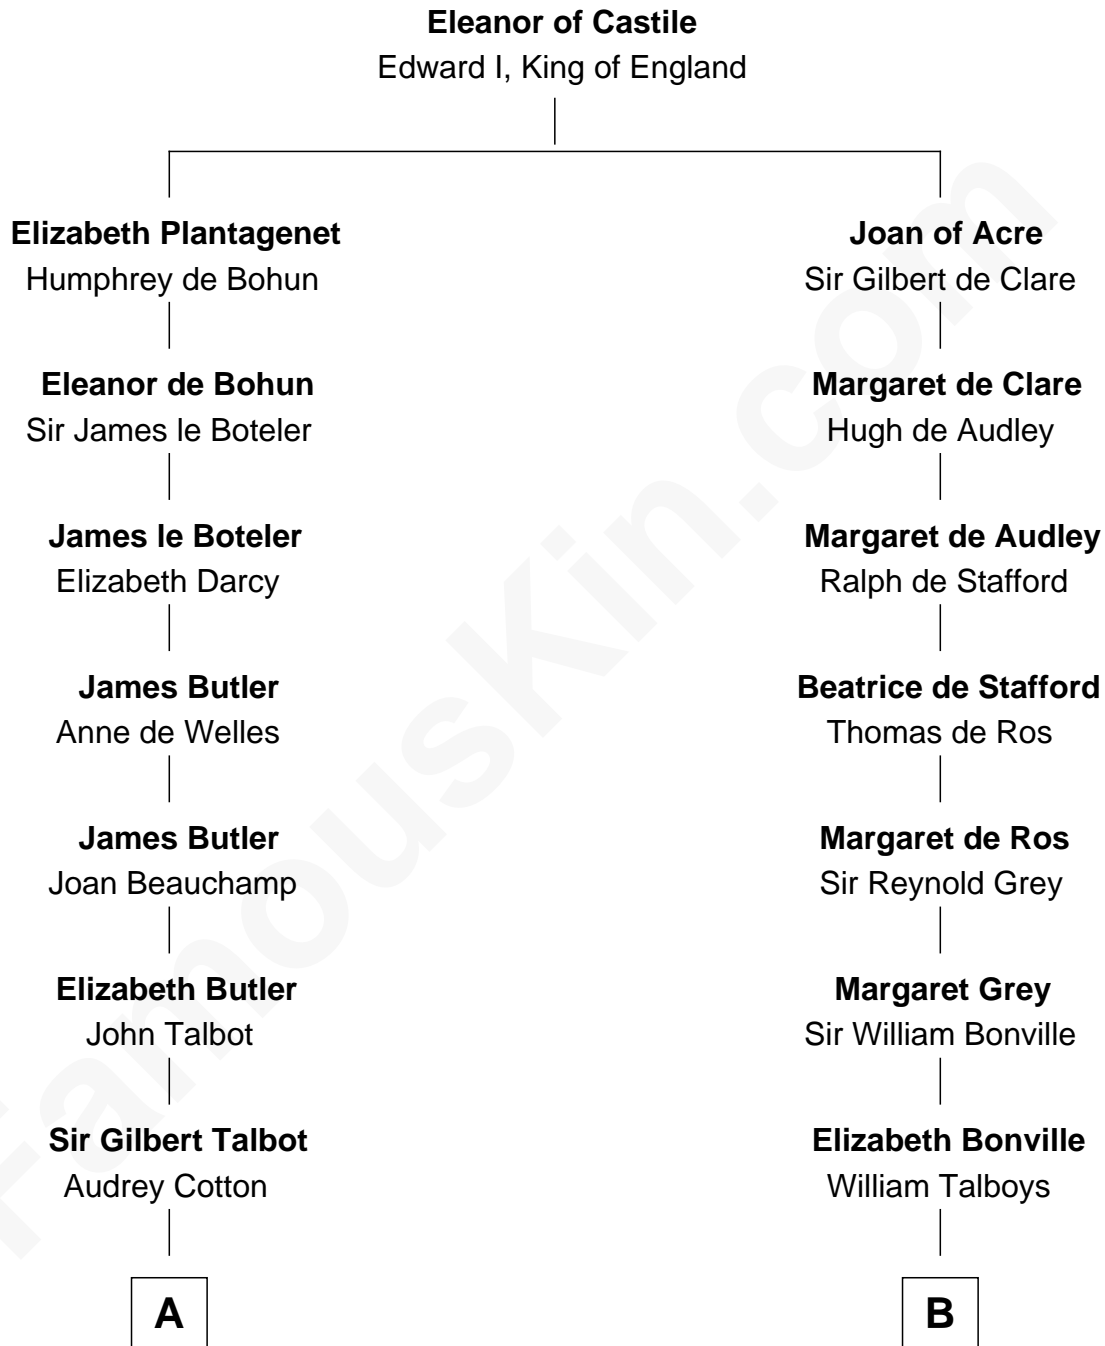 Eleanor of Castile
Edward I, King of England
Elizabeth Plantagenet
Humphrey de Bohun
Joan of Acre
Sir Gilbert de Clare
Eleanor de Bohun
Sir James le Boteler
Margaret de Clare
Hugh de Audley
James le Boteler
Elizabeth Darcy
Margaret de Audley
Ralph de Stafford
James Butler
Anne de Welles
Beatrice de Stafford
Thomas de Ros
James Butler
Joan Beauchamp
Margaret de Ros
Sir Reynold Grey
Elizabeth Butler
John Talbot
Margaret Grey
Sir William Bonville
Sir Gilbert Talbot
Audrey Cotton
Elizabeth Bonville
William Talboys
A
B
FamousKin.com